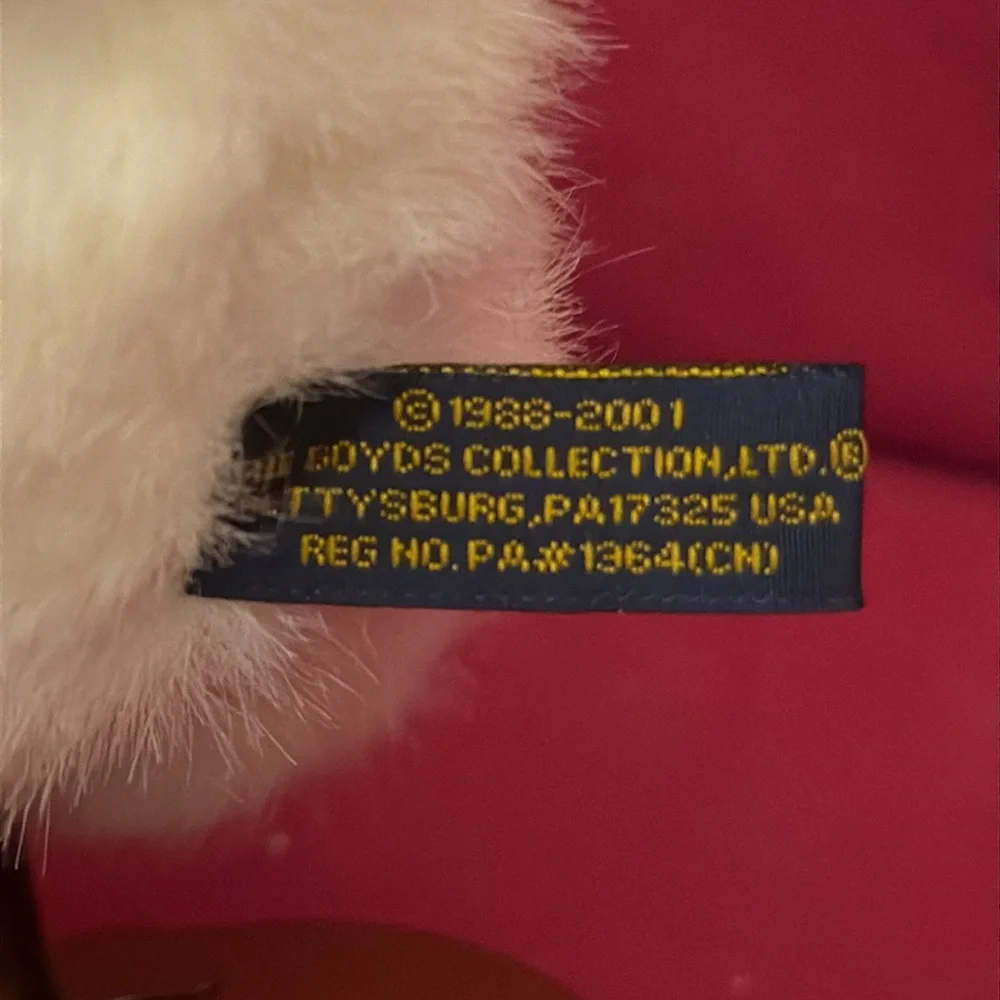 ©1988-2001
BOYDS COLLECTION,LTD.®
TTYSBURG,PA17325 USA
REG NO. PA#1364(CN)